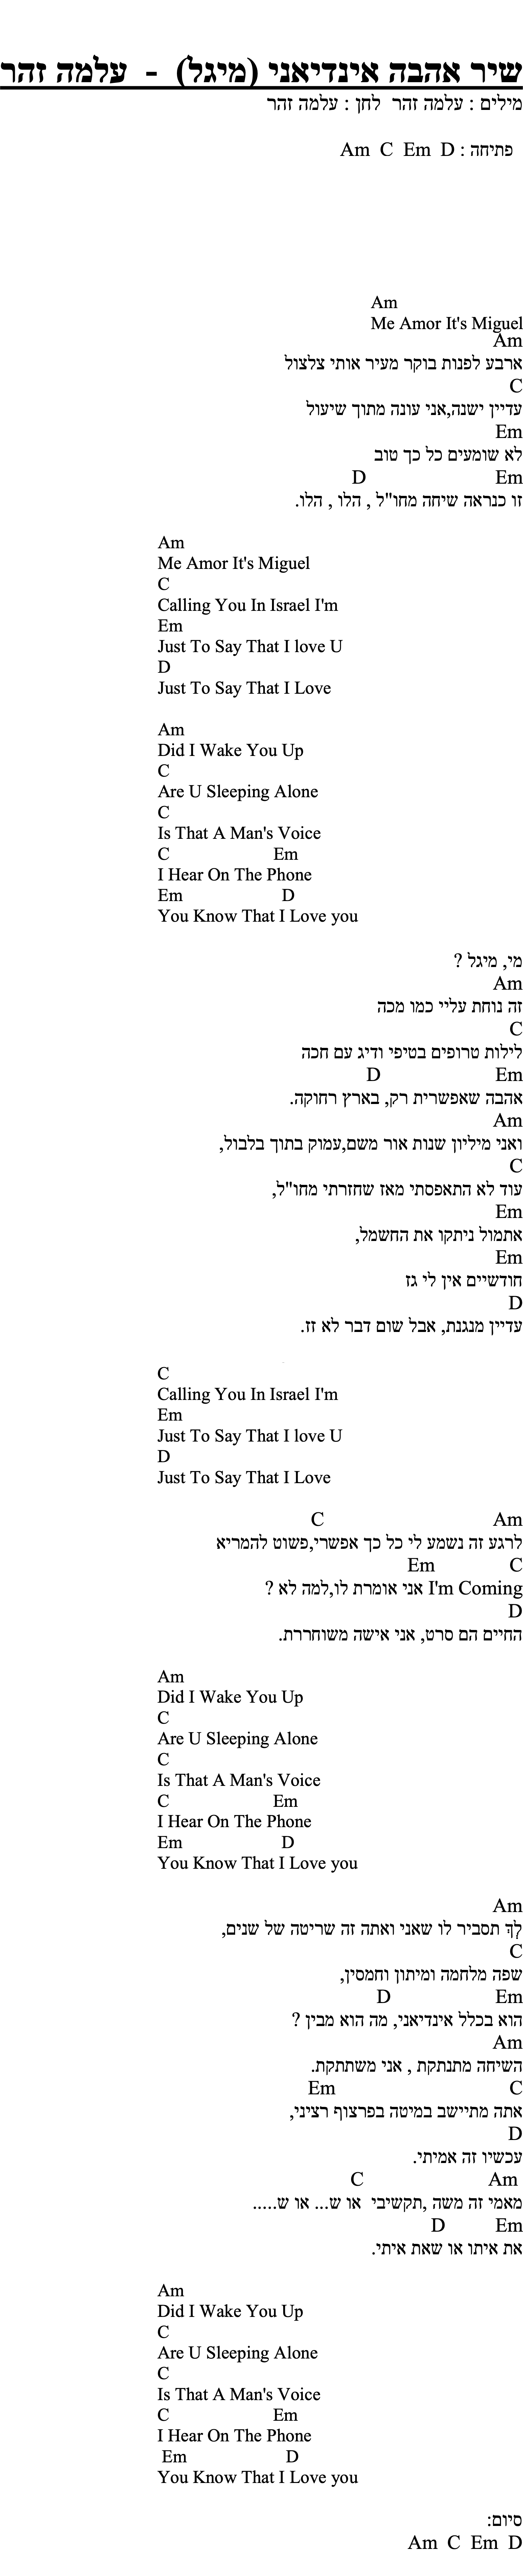 שיר אהבה אינדיאני (מיגל) - עלמה זהר
מילים : עלמה זהר לחן : עלמה זהר
פתיחה : Am C Em D
Am
Me Amor It's Miguel
Am
ארבע לפנות בוקר מעיר אותי צלצול
C
עדיין ישנה,אני עונה מתוך שיעול
Em
לא שומעים כל כך טוב
D Em
זו כנראה שיחה מחו"ל , הלו , הלו.
Am
Me Amor It's Miguel
C
Calling You In Israel I'm
Em
Just To Say That I love U
D
Just To Say That I Love
Am
Did I Wake You Up
C
Are U Sleeping Alone
C
Is That A Man's Voice
C Em
I Hear On The Phone
Em D
You Know That I Love you
מי, מיגל ?
Am
זה נוחת עליי כמו מכה
C
לילות טרופים בטיפי ודיג עם חכה
D Em
אהבה שאפשרית רק, בארץ רחוקה.
Am
ואני מיליון שנות אור משם,עמוק בתוך בלבול,
C
עוד לא התאפסתי מאז שחזרתי מחו"ל,
Em
אתמול ניתקו את החשמל,
Em
חודשיים אין לי גז
D
עדיין מנגנת, אבל שום דבר לא זז.
C
Calling You In Israel I'm
Em
Just To Say That I love U
D
Just To Say That I Love
C Am
לרגע זה נשמע לי כל כך אפשרי,פשוט להמריא
Em C
I'm Coming אני אומרת לו,למה לא ?
D
החיים הם סרט, אני אישה משוחררת.
Am
Did I Wake You Up
C
Are U Sleeping Alone
C
Is That A Man's Voice
C Em
I Hear On The Phone
Em D
You Know That I Love you
Am
לָךְ תסביר לו שאני ואתה זה שריטה של שנים,
C
שפה מלחמה ומיתון וחמסין,
D Em
הוא בכלל אינדיאני, מה הוא מבין ?
Am
השיחה מתנתקת , אני משתתקת.
Em C
אתה מתיישב במיטה בפרצוף רציני,
D
עכשיו זה אמיתי.
C Am
מאמי זה משה ,תקשיבי או ש... או ש.....
D Em
את איתו או שאת איתי.
Am
Did I Wake You Up
C
Are U Sleeping Alone
C
Is That A Man's Voice
C Em
I Hear On The Phone
Em D
You Know That I Love you
סיום:
Am C Em D